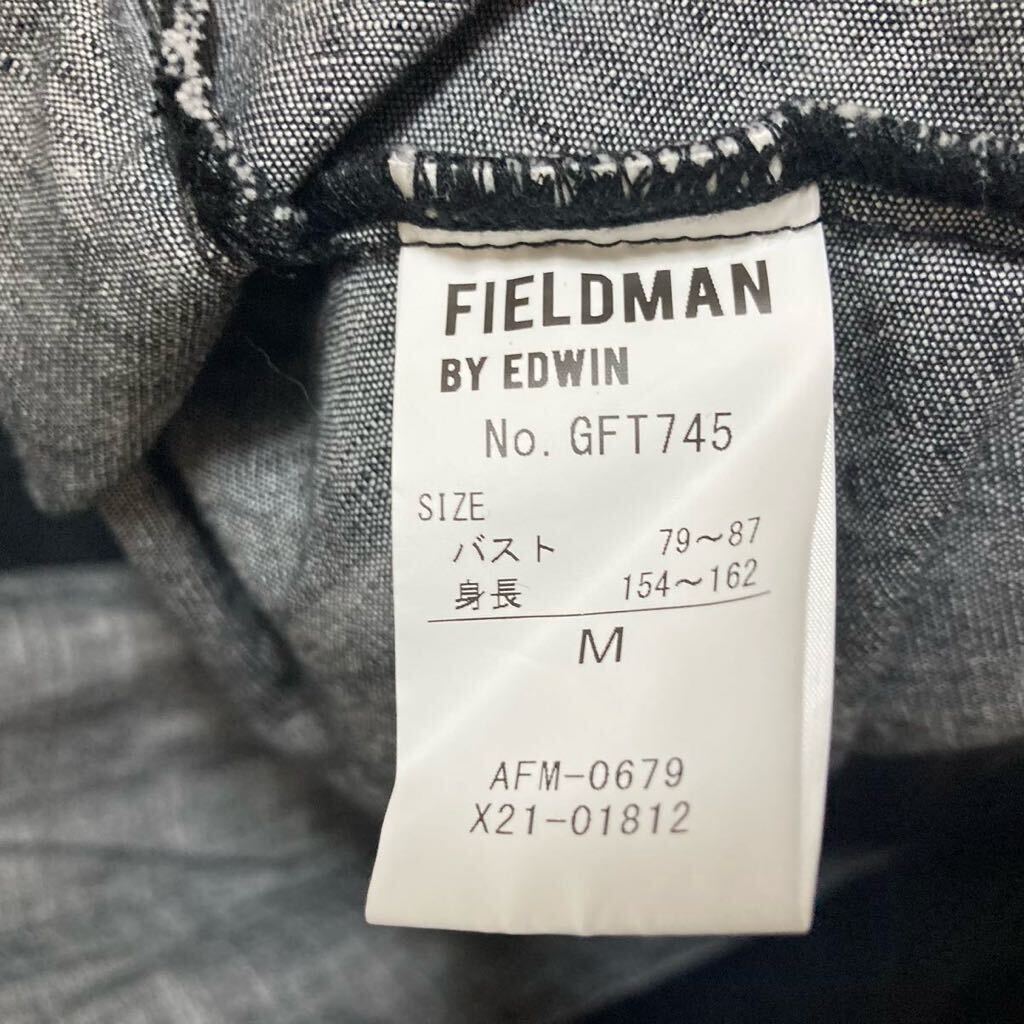 FIELDMAN
BY EDWIN
No. GFT745
SIZE
バスト 79～87
身長 154～162
M
AFM-0679
X21-01812